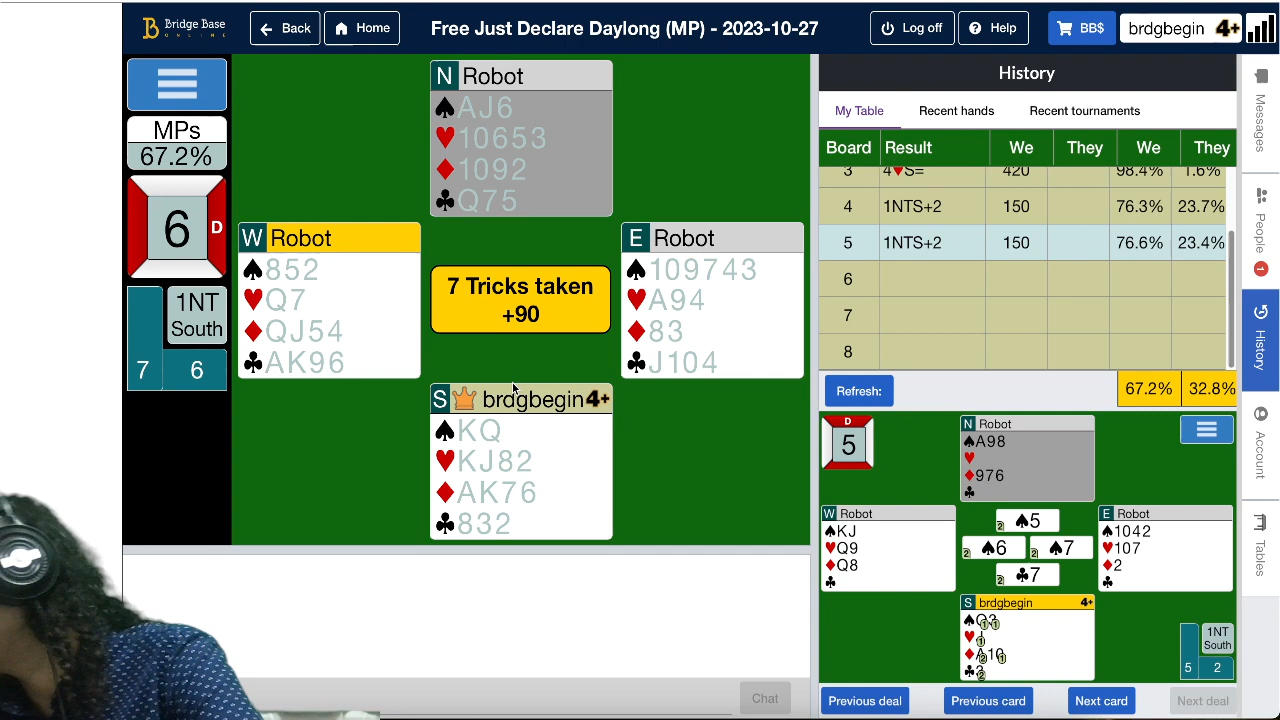 Bridge Base
ONLINE
Back
Home
Free Just Declare Daylong (MP) - 2023-10-27
Log off
Help
BB$
brdgbegin 4+
MPs
67.2%
6 D
1NT
South
7 6
N Robot
♠AJ6
♥10653
♦1092
♣Q75
W Robot
♠852
♥Q7
♦QJ54
♣AK96
7 Tricks taken
+90
E Robot
♠109743
♥A94
♦83
♣J104
S brdgbegin 4+
♠KQ
♥KJ82
♦AK76
♣832
Chat
History
My Table Recent hands Recent tournaments
Board Result We They We They
3 4♥S= 420 98.4% 1.6%
4 1NTS+2 150 76.3% 23.7%
5 1NTS+2 150 76.6% 23.4%
6
7
8
Refresh: 67.2% 32.8%
D
5
N Robot
♠A98
♥
♦976
♣
W Robot
♠KJ
♥Q9
♦Q8
♣
2 ♠5
2 ♠6
2 ♠7
2 ♣7
E Robot
♠1042
♥107
♦2
♣
S brdgbegin 4+
1NT
South
5 2
Previous deal Previous card Next card Next deal
Messages
People 1
History
Account
Tables